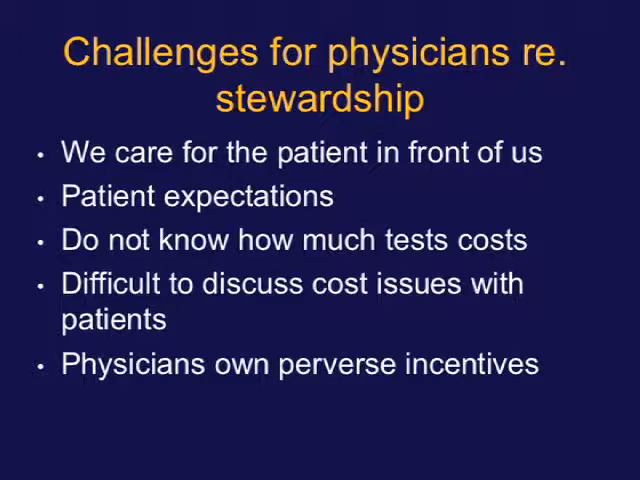 Challenges for physicians re.
stewardship
• We care for the patient in front of us
• Patient expectations
• Do not know how much tests costs
• Difficult to discuss cost issues with
patients
• Physicians own perverse incentives